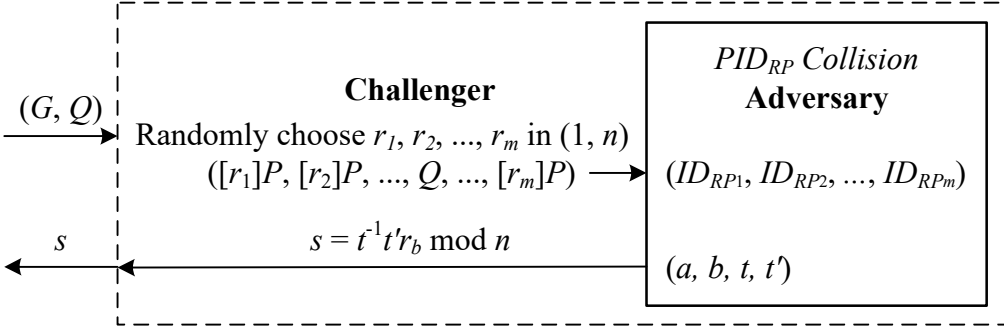 PID_RP Collision
Adversary
Challenger
(G, Q)
Randomly choose r_1, r_2, ..., r_m in (1, n)
([r_1]P, [r_2]P, ..., Q, ..., [r_m]P)
(ID_RP1, ID_RP2, ..., ID_RPm)
s
s = t^-1t'r_b mod n
(a, b, t, t')